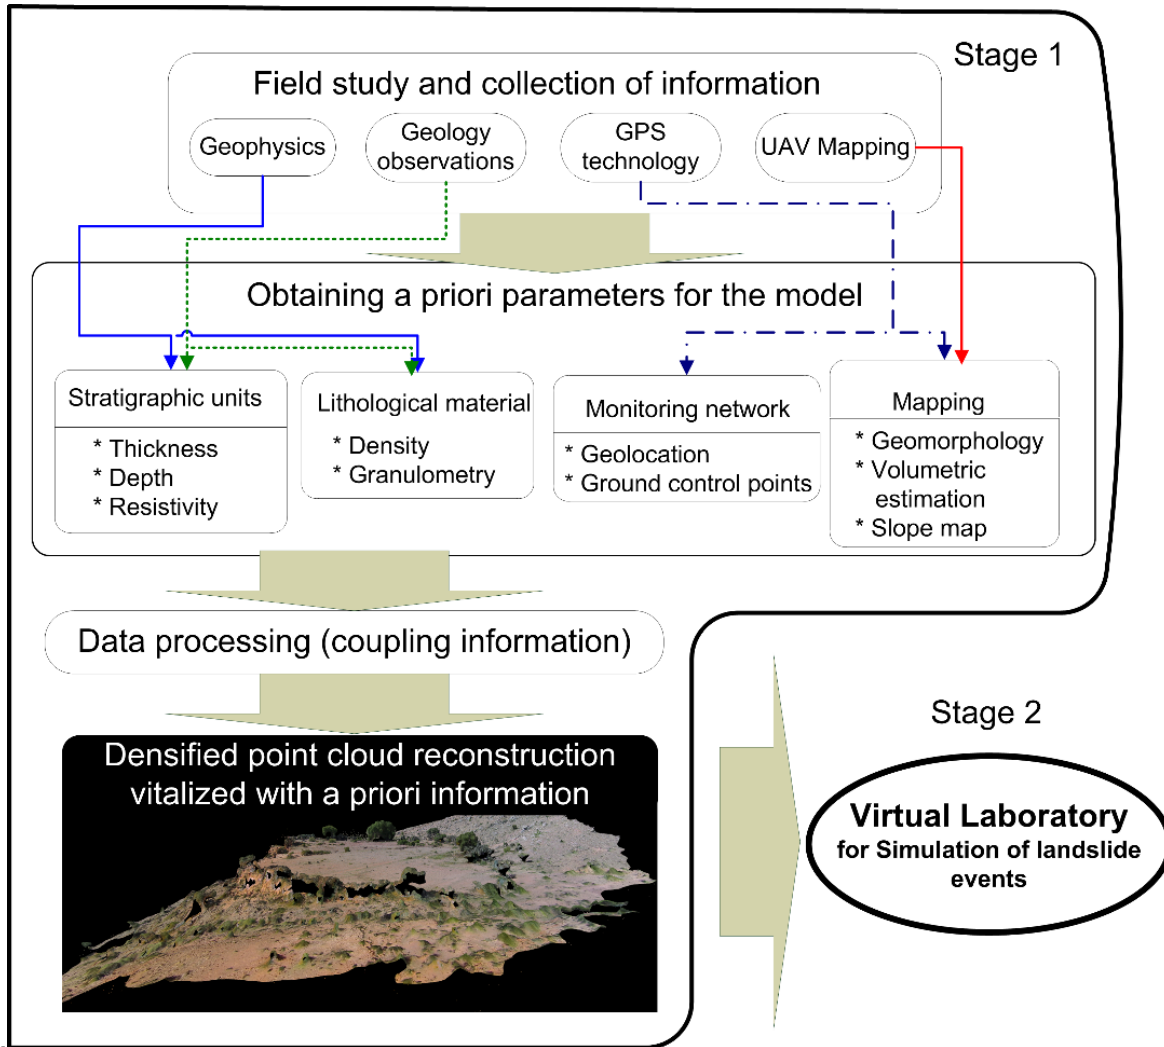 Stage 1
Field study and collection of information
Geophysics
Geology
observations
GPS
technology
UAV Mapping
Obtaining a priori parameters for the model
Stratigraphic units
* Thickness
* Depth
* Resistivity
Lithological material
* Density
* Granulometry
Monitoring network
* Geolocation
* Ground control points
Mapping
* Geomorphology
* Volumetric
estimation
* Slope map
Data processing (coupling information)
Densified point cloud reconstruction
vitalized with a priori information
Stage 2
Virtual Laboratory
for Simulation of landslide
events